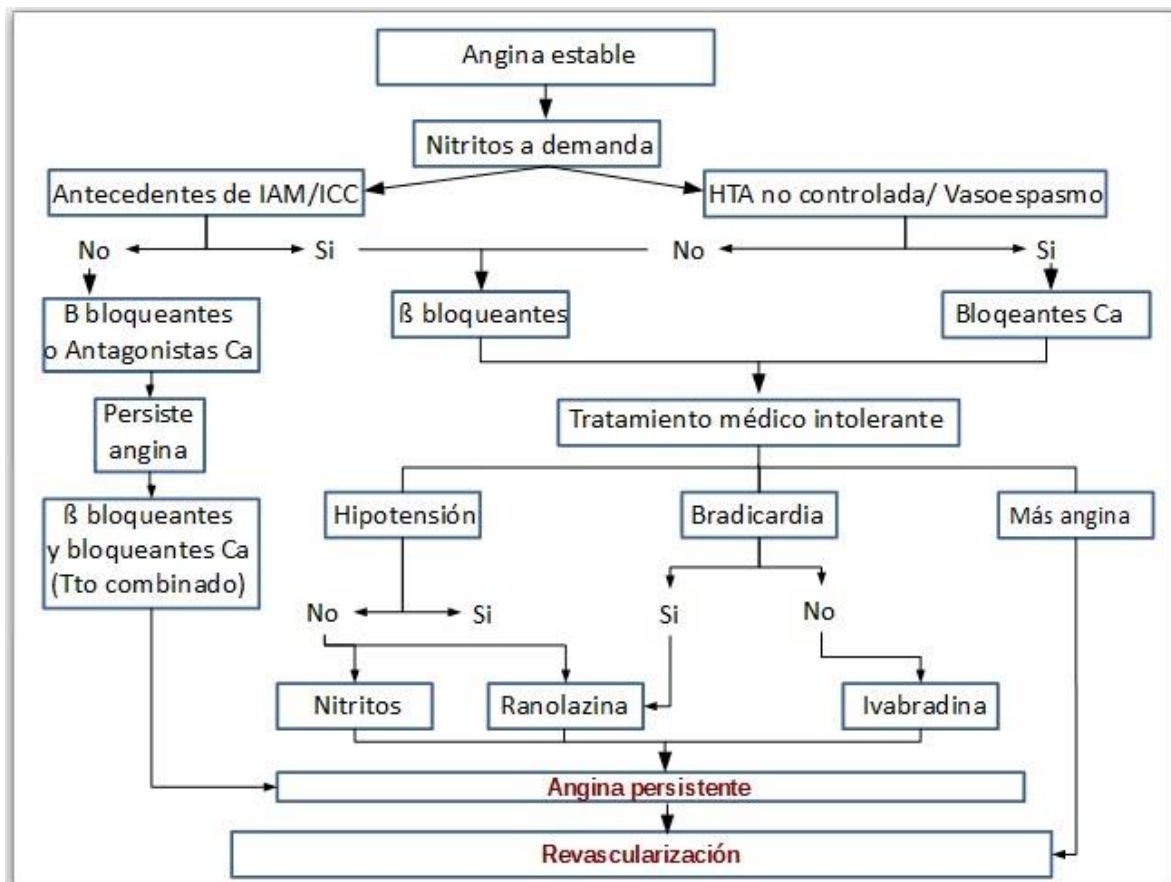 Angina estable
Nitritos a demanda
Antecedentes de IAM/ICC
HTA no controlada/ Vasoespasmo
No
Si
No
Si
B bloqueantes
o Antagonistas Ca
ß bloqueantes
Bloqeantes Ca
Persiste
angina
Tratamiento médico intolerante
ß bloqueantes
y bloqueantes Ca
(Tto combinado)
Hipotensión
Bradicardia
Más angina
No
Si
Si
No
Nitritos
Ranolazina
Ivabradina
Angina persistente
Revascularización